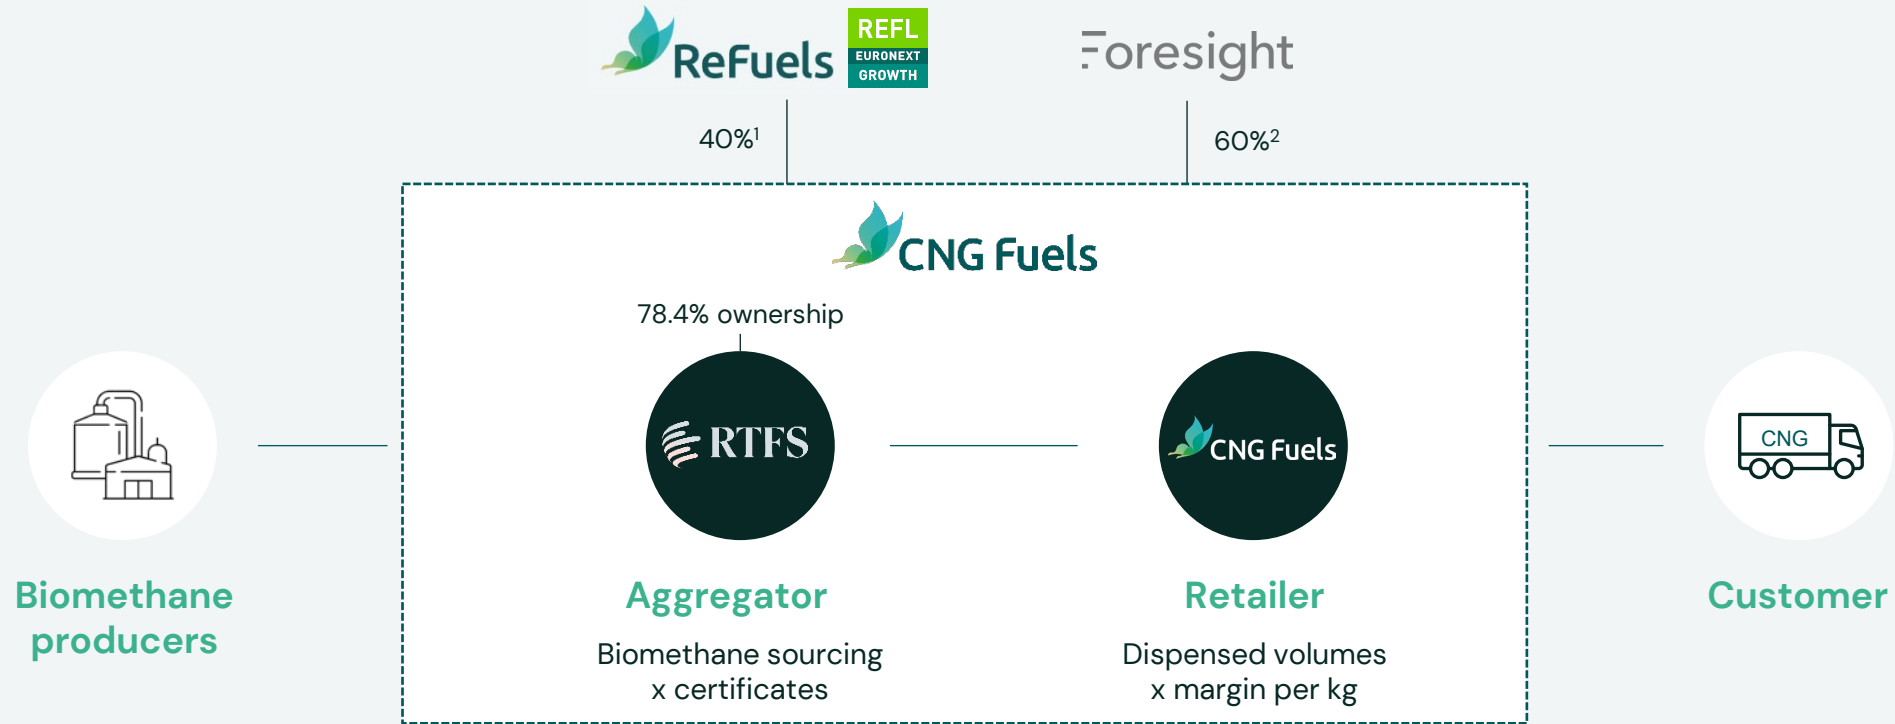 ReFuels
REFL
EURONEXT
GROWTH
Foresight
40%¹
60%²
CNG Fuels
78.4% ownership
RTFS
CNG Fuels
CNG
Biomethane
producers
Aggregator
Biomethane sourcing
x certificates
Retailer
Dispensed volumes
x margin per kg
Customer